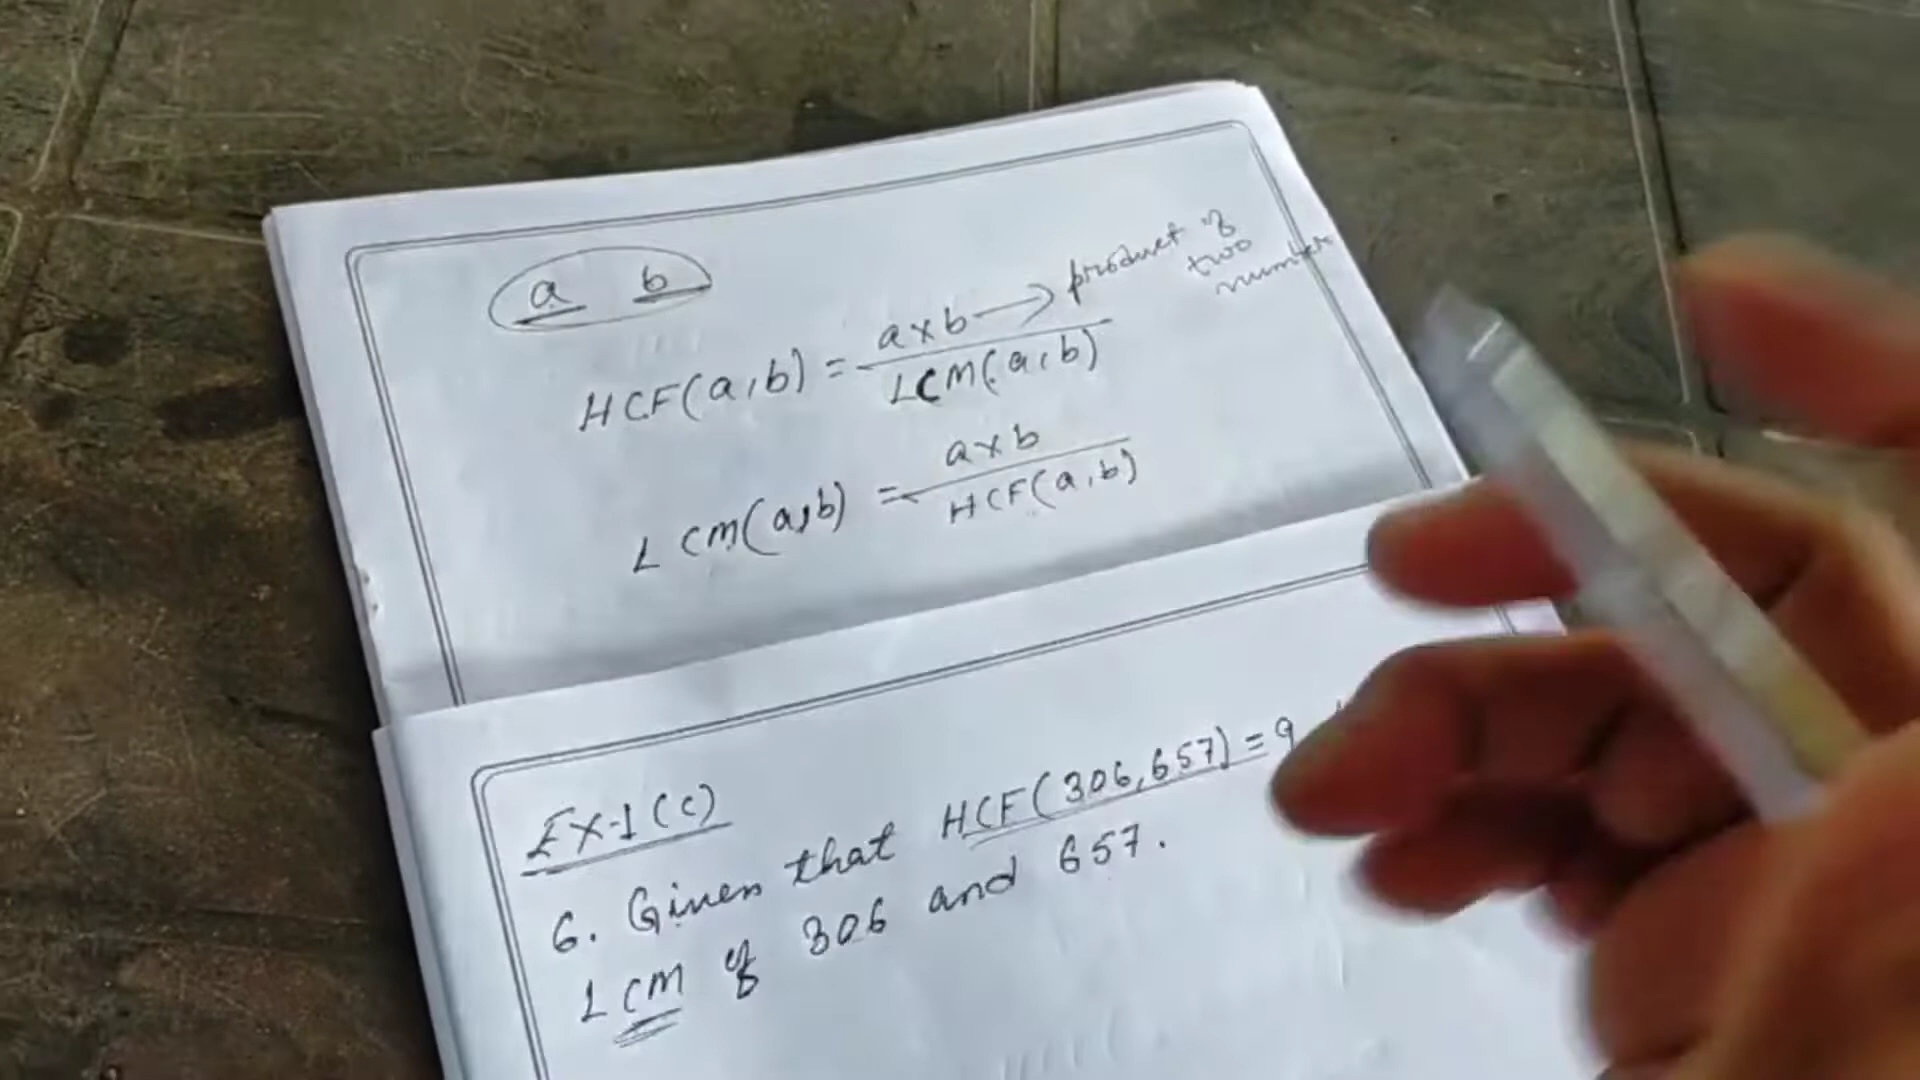 a b
HCF(a,b) = a×b → product of two number
LCM(a,b)
LCM(a,b) = a×b
HCF(a,b)
EX-1(c)
6. Given that HCF(306,657)=9
LCM of 306 and 657.